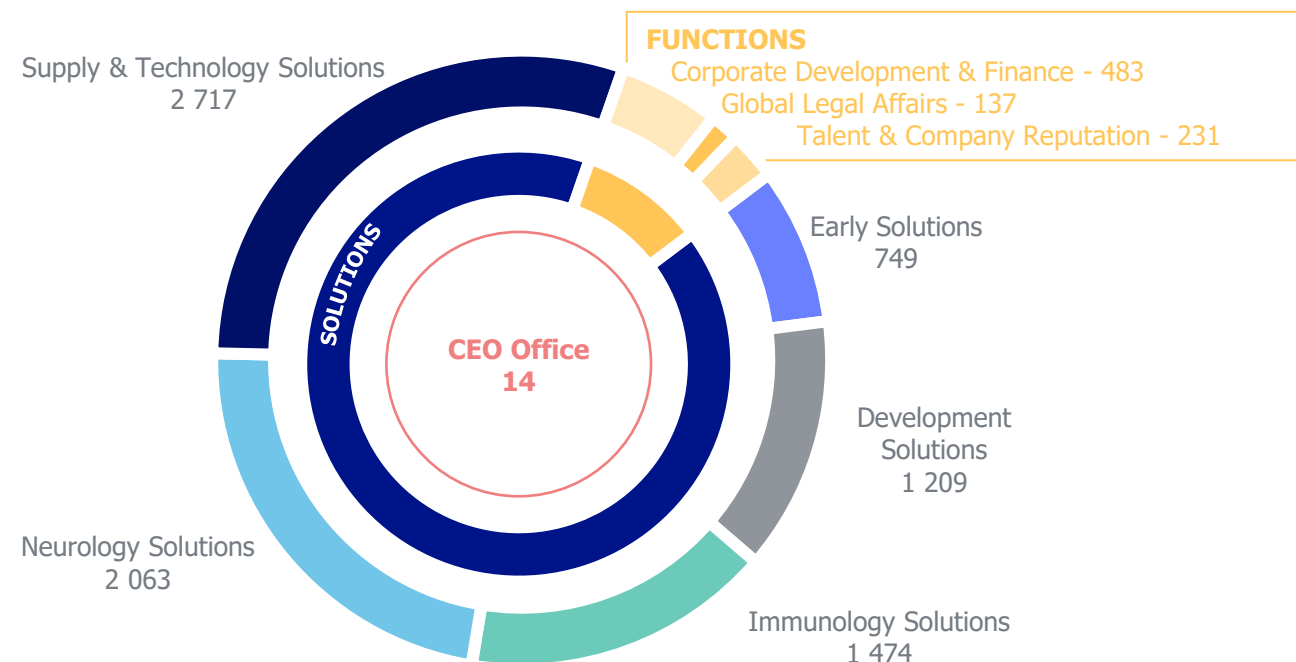 FUNCTIONS
Corporate Development & Finance - 483
Global Legal Affairs - 137
Talent & Company Reputation - 231
Supply & Technology Solutions
2 717
Early Solutions
749
SOLUTIONS
CEO Office
14
Development
Solutions
1 209
Neurology Solutions
2 063
Immunology Solutions
1 474